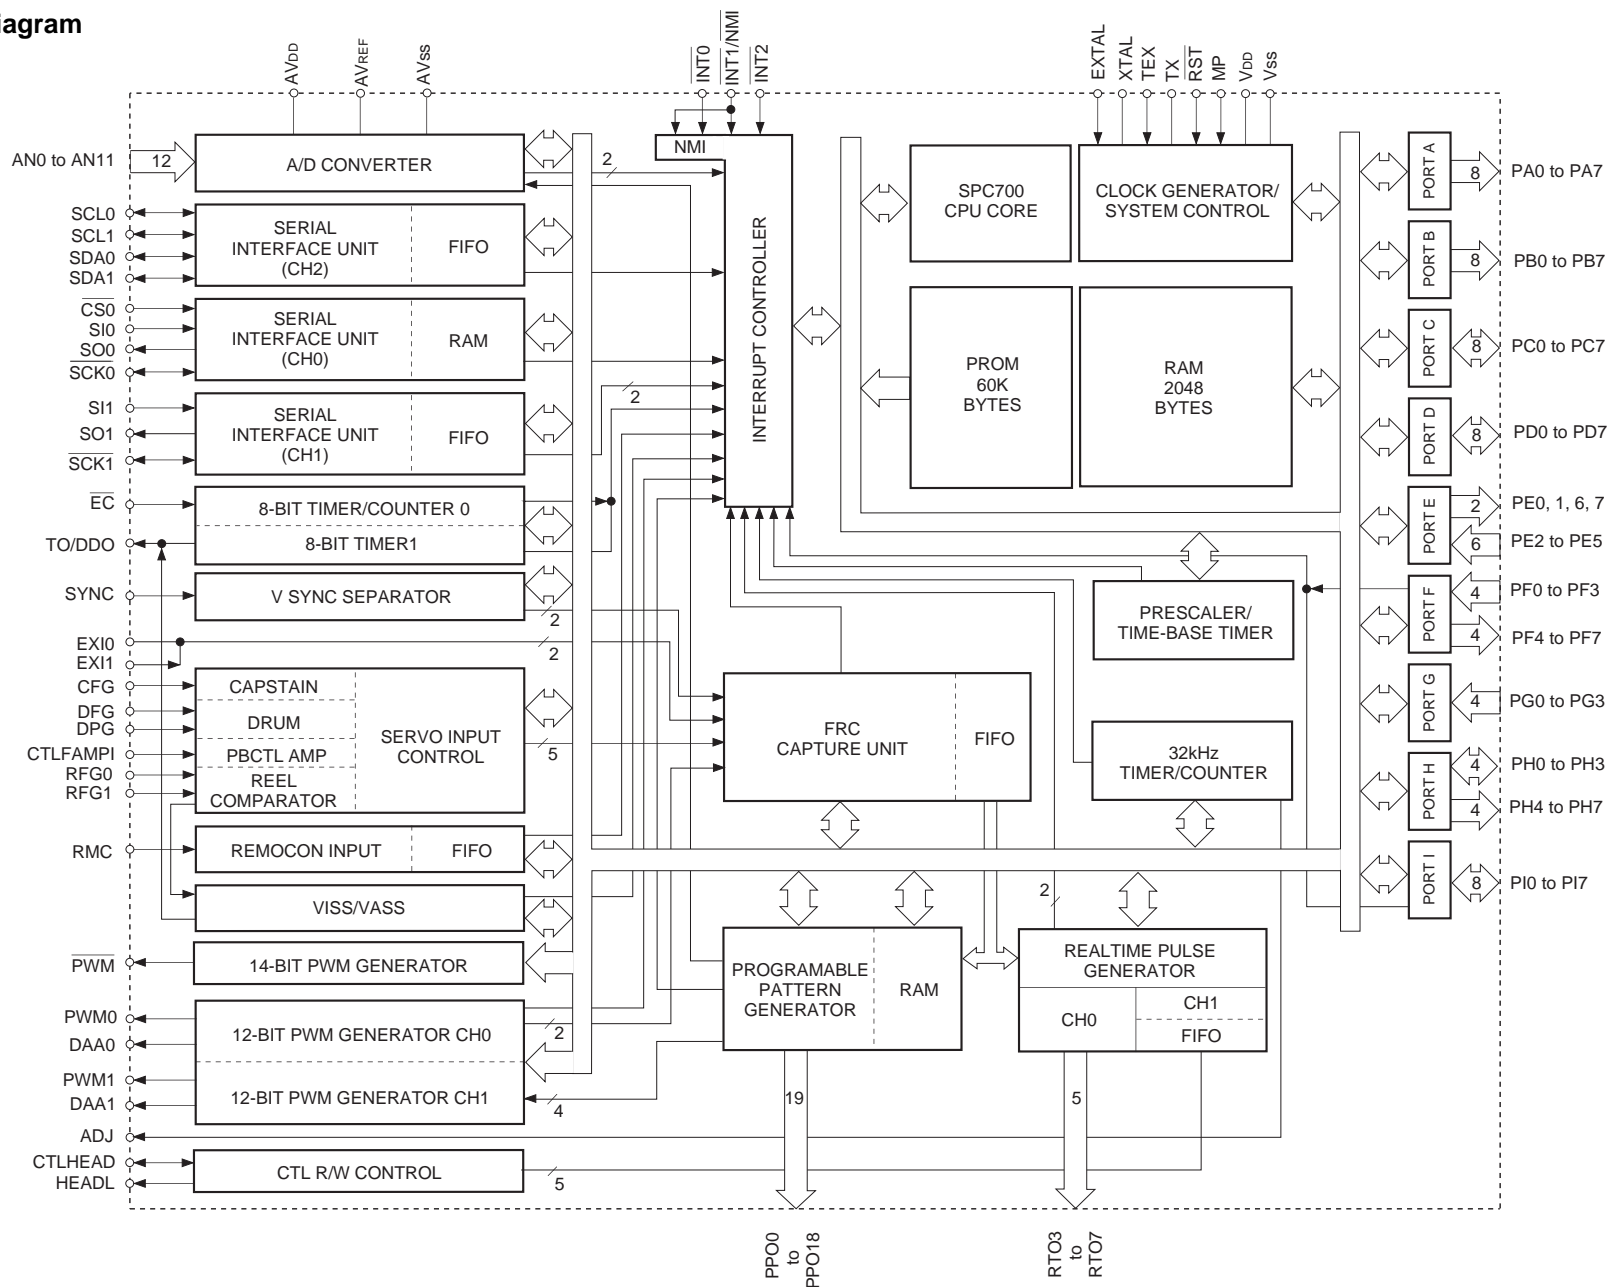 iagram
AVDD
AVREF
AVss
INT0
INT1/NMI
INT2
EXTAL
XTAL
TEX
TX
RST
MP
VDD
Vss
AN0 to AN11
12
A/D CONVERTER
2
NMI
INTERRUPT CONTROLLER
SPC700
CPU CORE
CLOCK GENERATOR/
SYSTEM CONTROL
PORT A
8
PA0 to PA7
SCL0
SCL1
SDA0
SDA1
SERIAL
INTERFACE UNIT
(CH2)
FIFO
PORT B
8
PB0 to PB7
CS0
SI0
SO0
SCK0
SERIAL
INTERFACE UNIT
(CH0)
RAM
PROM
60K
BYTES
RAM
2048
BYTES
PORT C
8
PC0 to PC7
SI1
SO1
SCK1
SERIAL
INTERFACE UNIT
(CH1)
FIFO
2
PORT D
8
PD0 to PD7
EC
8-BIT TIMER/COUNTER 0
TO/DDO
8-BIT TIMER1
PORT E
2
PE0, 1, 6, 7
6
PE2 to PE5
SYNC
V SYNC SEPARATOR
2
PRESCALER/
TIME-BASE TIMER
PORT F
4
PF0 to PF3
4
PF4 to PF7
EXI0
EXI1
2
CFG
DFG
DPG
CTLFAMPI
RFG0
RFG1
CAPSTAIN
DRUM
PBCTL AMP
REEL
COMPARATOR
SERVO INPUT
CONTROL
5
FRC
CAPTURE UNIT
FIFO
32kHz
TIMER/COUNTER
PORT G
4
PG0 to PG3
PORT H
4
PH0 to PH3
4
PH4 to PH7
RMC
REMOCON INPUT
FIFO
PORT I
8
PI0 to PI7
VISS/VASS
2
PWM
14-BIT PWM GENERATOR
PROGRAMABLE
PATTERN
GENERATOR
RAM
REALTIME PULSE
GENERATOR
CH0
CH1
FIFO
PWM0
DAA0
PWM1
DAA1
12-BIT PWM GENERATOR CH0
2
12-BIT PWM GENERATOR CH1
4
19
5
ADJ
CTLHEAD
HEADL
CTL R/W CONTROL
5
PPO0
to
PPO18
RTO3
to
RTO7